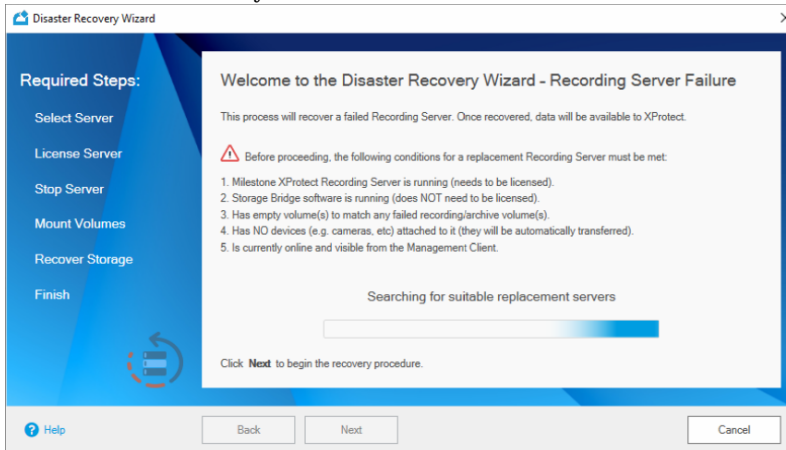 Disaster Recovery Wizard
Required Steps:
Select Server
License Server
Stop Server
Mount Volumes
Recover Storage
Finish
Welcome to the Disaster Recovery Wizard - Recording Server Failure
This process will recover a failed Recording Server. Once recovered, data will be available to XProtect.
Before proceeding, the following conditions for a replacement Recording Server must be met:
1. Milestone XProtect Recording Server is running (needs to be licensed).
2. Storage Bridge software is running (does NOT need to be licensed).
3. Has empty volume(s) to match any failed recording/archive volume(s).
4. Has NO devices (e.g. cameras, etc) attached to it (they will be automatically transferred).
5. Is currently online and visible from the Management Client.
Searching for suitable replacement servers
Click Next to begin the recovery procedure.
Help
Back
Next
Cancel